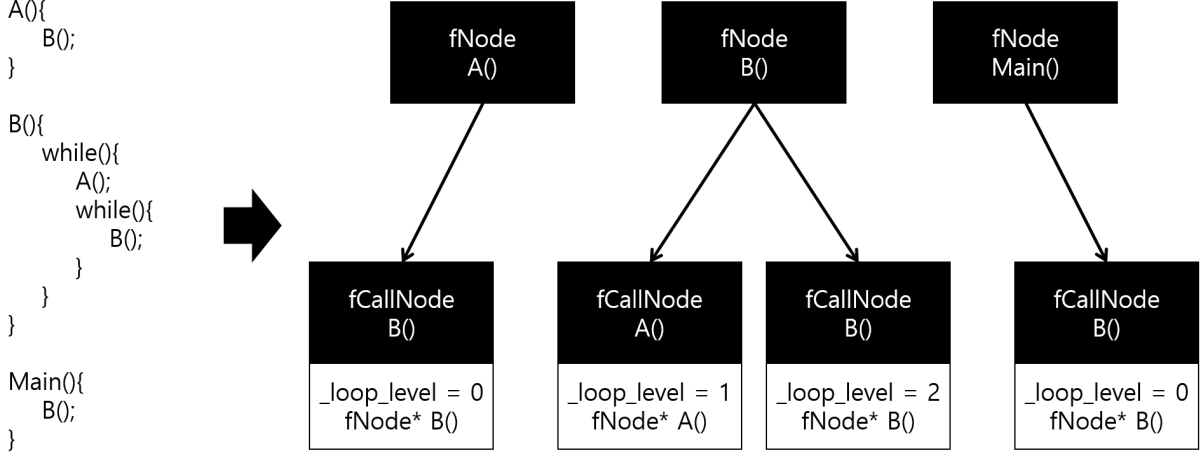 A(){
B();
}
B(){
while(){
A();
while(){
B();
}
}
}
Main(){
B();
}
fNode
A()
fNode
B()
fNode
Main()
fCallNode
B()
_loop_level = 0
fNode* B()
fCallNode
A()
_loop_level = 1
fNode* A()
fCallNode
B()
_loop_level = 2
fNode* B()
fCallNode
B()
_loop_level = 0
fNode* B()